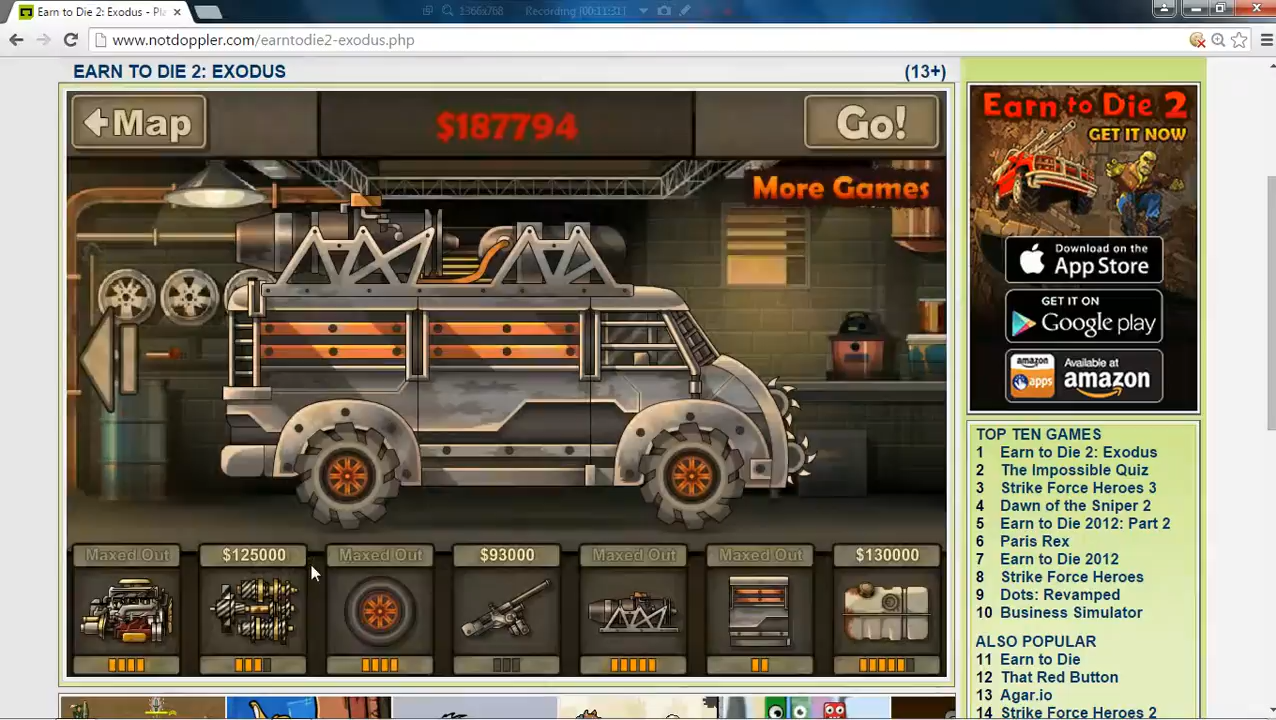 Earn to Die 2: Exodus - Pla
1366x768
Recording [00:11:31]
www.notdoppler.com/earntodie2-exodus.php
EARN TO DIE 2: EXODUS
(13+)
Map
$187794
Go!
More Games
Maxed Out
$125000
Maxed Out
$93000
Maxed Out
Maxed Out
$130000
Earn to Die 2
GET IT NOW
Download on the
App Store
GET IT ON
Google play
apps
Available at
amazon
TOP TEN GAMES
1 Earn to Die 2: Exodus
2 The Impossible Quiz
3 Strike Force Heroes 3
4 Dawn of the Sniper 2
5 Earn to Die 2012: Part 2
6 Paris Rex
7 Earn to Die 2012
8 Strike Force Heroes
9 Dots: Revamped
10 Business Simulator
ALSO POPULAR
11 Earn to Die
12 That Red Button
13 Agar.io
14 Strike Force Heroes 2